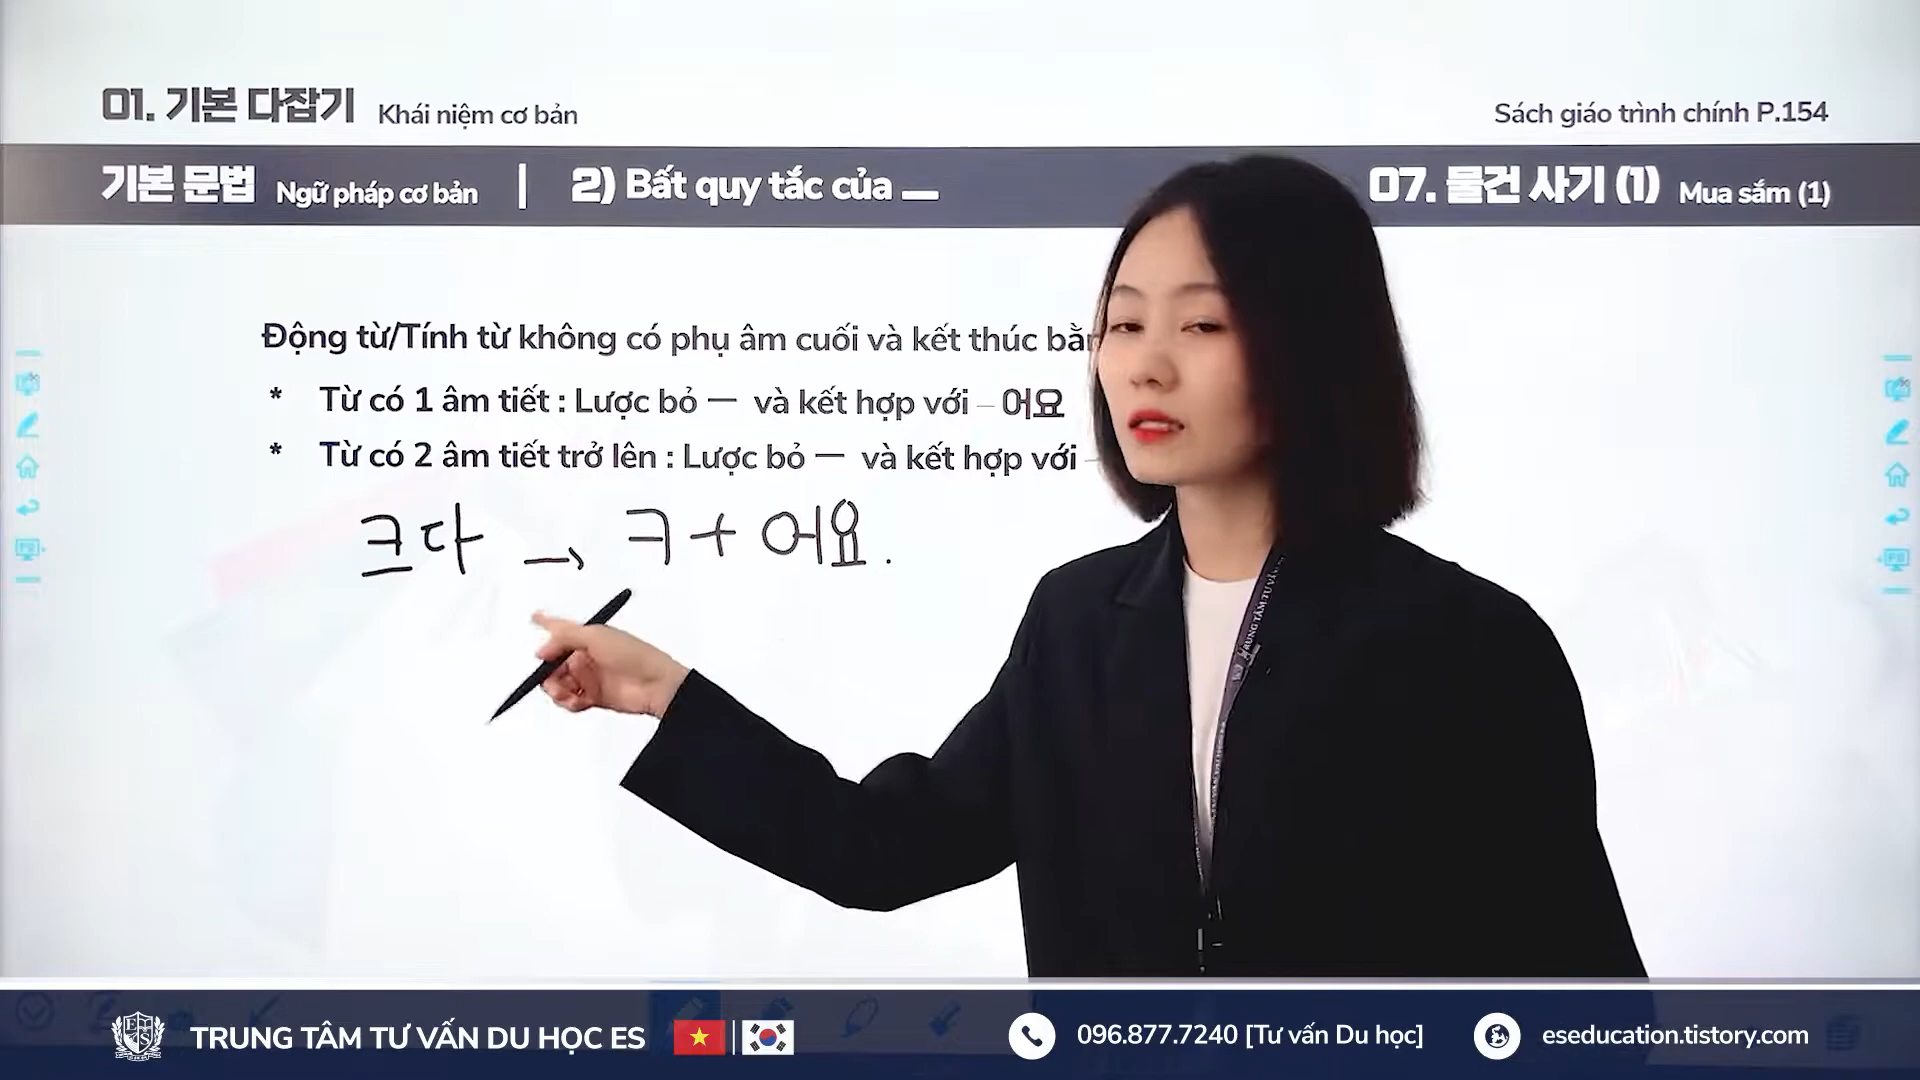 01. 기본 다잡기 Khái niệm cơ bản
Sách giáo trình chính P.154
기본 문법 Ngữ pháp cơ bản | 2) Bất quy tắc của ㅡ
07. 물건 사기 (1) Mua sắm (1)
Động từ/Tính từ không có phụ âm cuối và kết thúc
* Từ có 1 âm tiết : Lược bỏ ㅡ và kết hợp với – 어요
* Từ có 2 âm tiết trở lên : Lược bỏ ㅡ và kết hợp với –
크다 → ㅋ + 어요.
TRUNG TÂM TƯ VẤN
ES
TRUNG TÂM TƯ VẤN DU HỌC ES
096.877.7240 [Tư vấn Du học]
eseducation.tistory.com